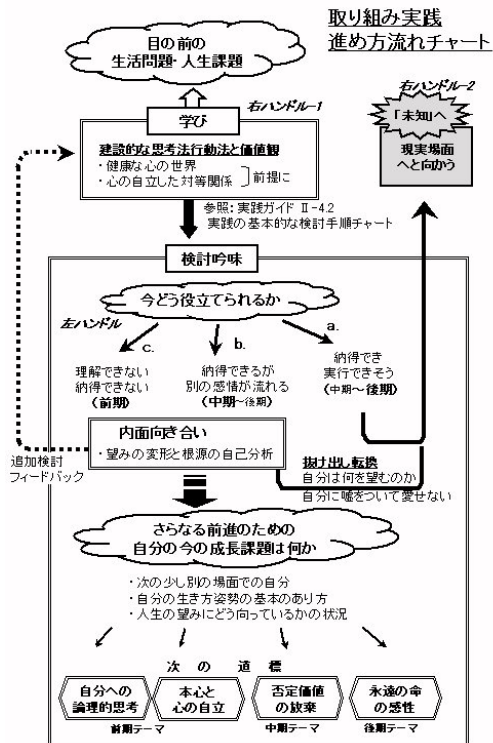 取り組み実践
進め方流れチャート
目の前の
生活問題・人生課題
右ハンドル-1
学び
建設的な思考法行動法と価値観
・健康な心の世界
・心の自立した対等関係
前提に
右ハンドル-2
「未知」へ
現実場面
へと向かう
参照：実践ガイド Ⅱ-4.2
実践の基本的な検討手順チャート
検討吟味
今どう役立てられるか
左ハンドル
c.
b.
a.
理解できない
納得できない
(前期)
納得できるが
別の感情が流れる
(中期～後期)
納得でき
実行できそう
(中期～後期)
内面向き合い
・望みの変形と根源の自己分析
追加検討
フィードバック
抜け出し転換
自分は何を望むのか
自分に嘘をついて愛せない
さらなる前進のための
自分の今の成長課題は何か
・次の少し別の場面での自分
・自分の生き方姿勢の基本のあり方
・人生の望みにどう向っているかの状況
次の道標
自分への
論理的思考
本心と
心の自立
否定価値
の放棄
永遠の命
の感性
前期テーマ
中期テーマ
後期テーマ